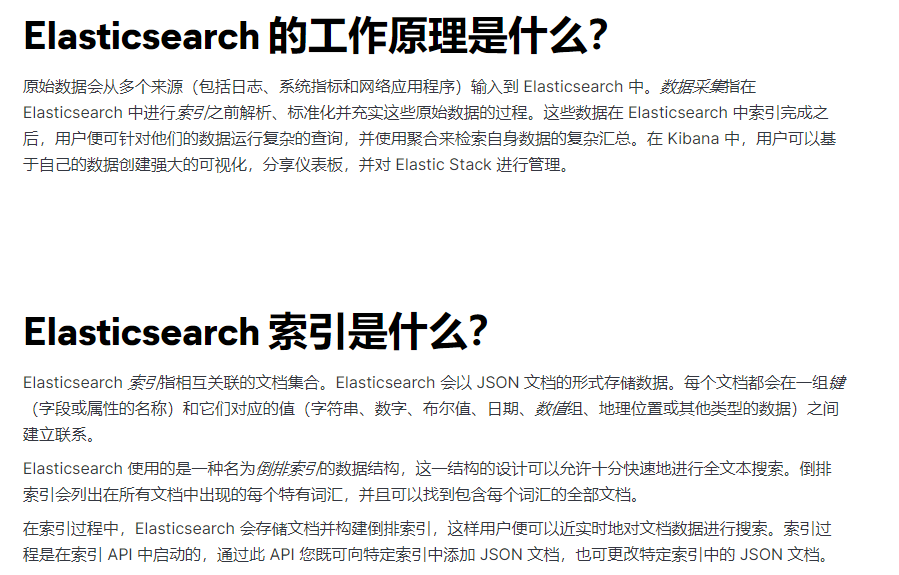 Elasticsearch 的工作原理是什么？
原始数据会从多个来源（包括日志、系统指标和网络应用程序）输入到 Elasticsearch 中。数据采集指在
Elasticsearch 中进行索引之前解析、标准化并充实这些原始数据的过程。这些数据在 Elasticsearch 中索引完成之
后，用户便可针对他们的数据运行复杂的查询，并使用聚合来检索自身数据的复杂汇总。在 Kibana 中，用户可以基
于自己的数据创建强大的可视化，分享仪表板，并对 Elastic Stack 进行管理。
Elasticsearch 索引是什么？
Elasticsearch 索引指相互关联的文档集合。Elasticsearch 会以 JSON 文档的形式存储数据。每个文档都会在一组键
（字段或属性的名称）和它们对应的值（字符串、数字、布尔值、日期、数值组、地理位置或其他类型的数据）之间
建立联系。
Elasticsearch 使用的是一种名为倒排索引的数据结构，这一结构的设计可以允许十分快速地进行全文本搜索。倒排
索引会列出在所有文档中出现的每个特有词汇，并且可以找到包含每个词汇的全部文档。
在索引过程中，Elasticsearch 会存储文档并构建倒排索引，这样用户便可以近实时地对文档数据进行搜索。索引过
程是在索引 API 中启动的，通过此 API 您既可向特定索引中添加 JSON 文档，也可更改特定索引中的 JSON 文档。